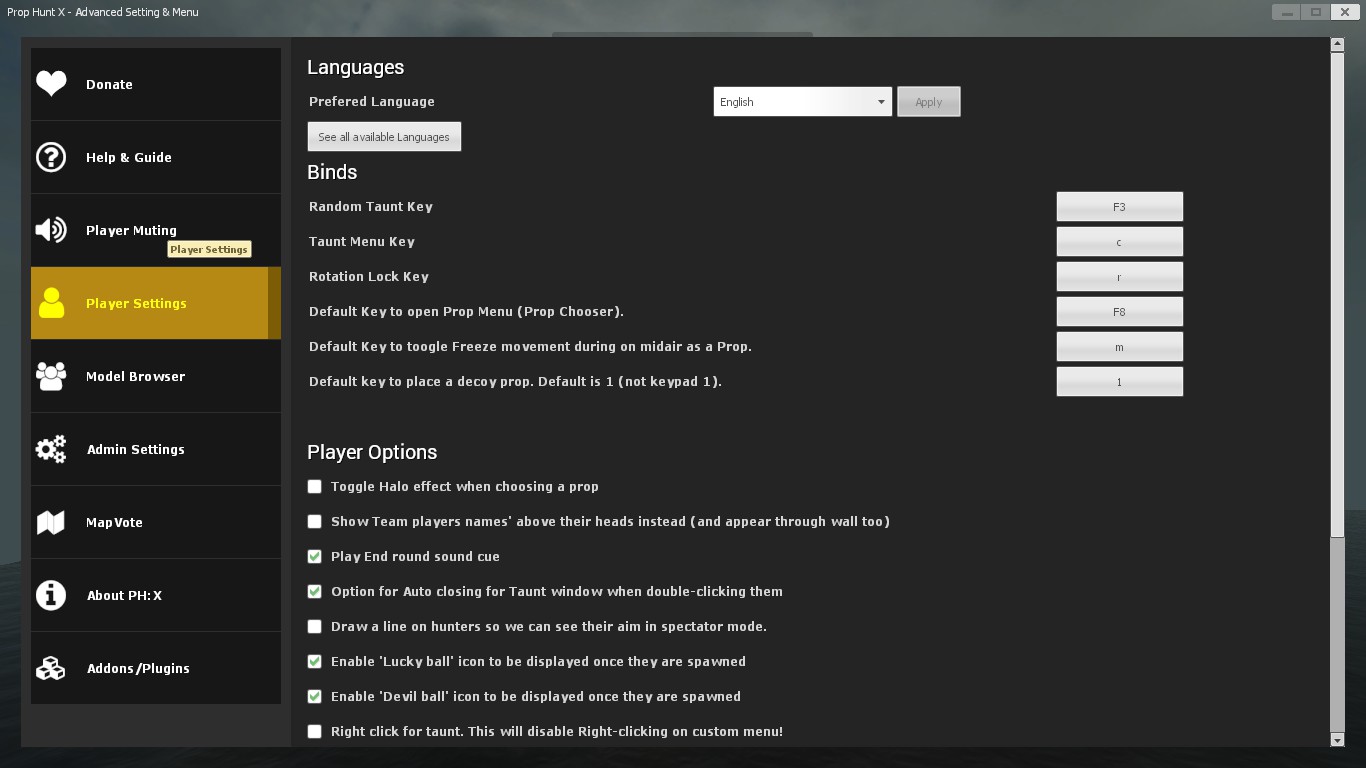 Prop Hunt X - Advanced Setting & Menu
Donate
Help & Guide
Player Muting
Player Settings
Player Settings
Model Browser
Admin Settings
MapVote
About PH:X
Addons/Plugins
Languages
Prefered Language
English
Apply
See all available Languages
Binds
Random Taunt Key
F3
Taunt Menu Key
c
Rotation Lock Key
r
Default Key to open Prop Menu (Prop Chooser).
F8
Default Key to toogle Freeze movement during on midair as a Prop.
m
Default key to place a decoy prop. Default is 1 (not keypad 1).
1
Player Options
Toggle Halo effect when choosing a prop
Show Team players names' above their heads instead (and appear through wall too)
Play End round sound cue
Option for Auto closing for Taunt window when double-clicking them
Draw a line on hunters so we can see their aim in spectator mode.
Enable 'Lucky ball' icon to be displayed once they are spawned
Enable 'Devil ball' icon to be displayed once they are spawned
Right click for taunt. This will disable Right-clicking on custom menu!